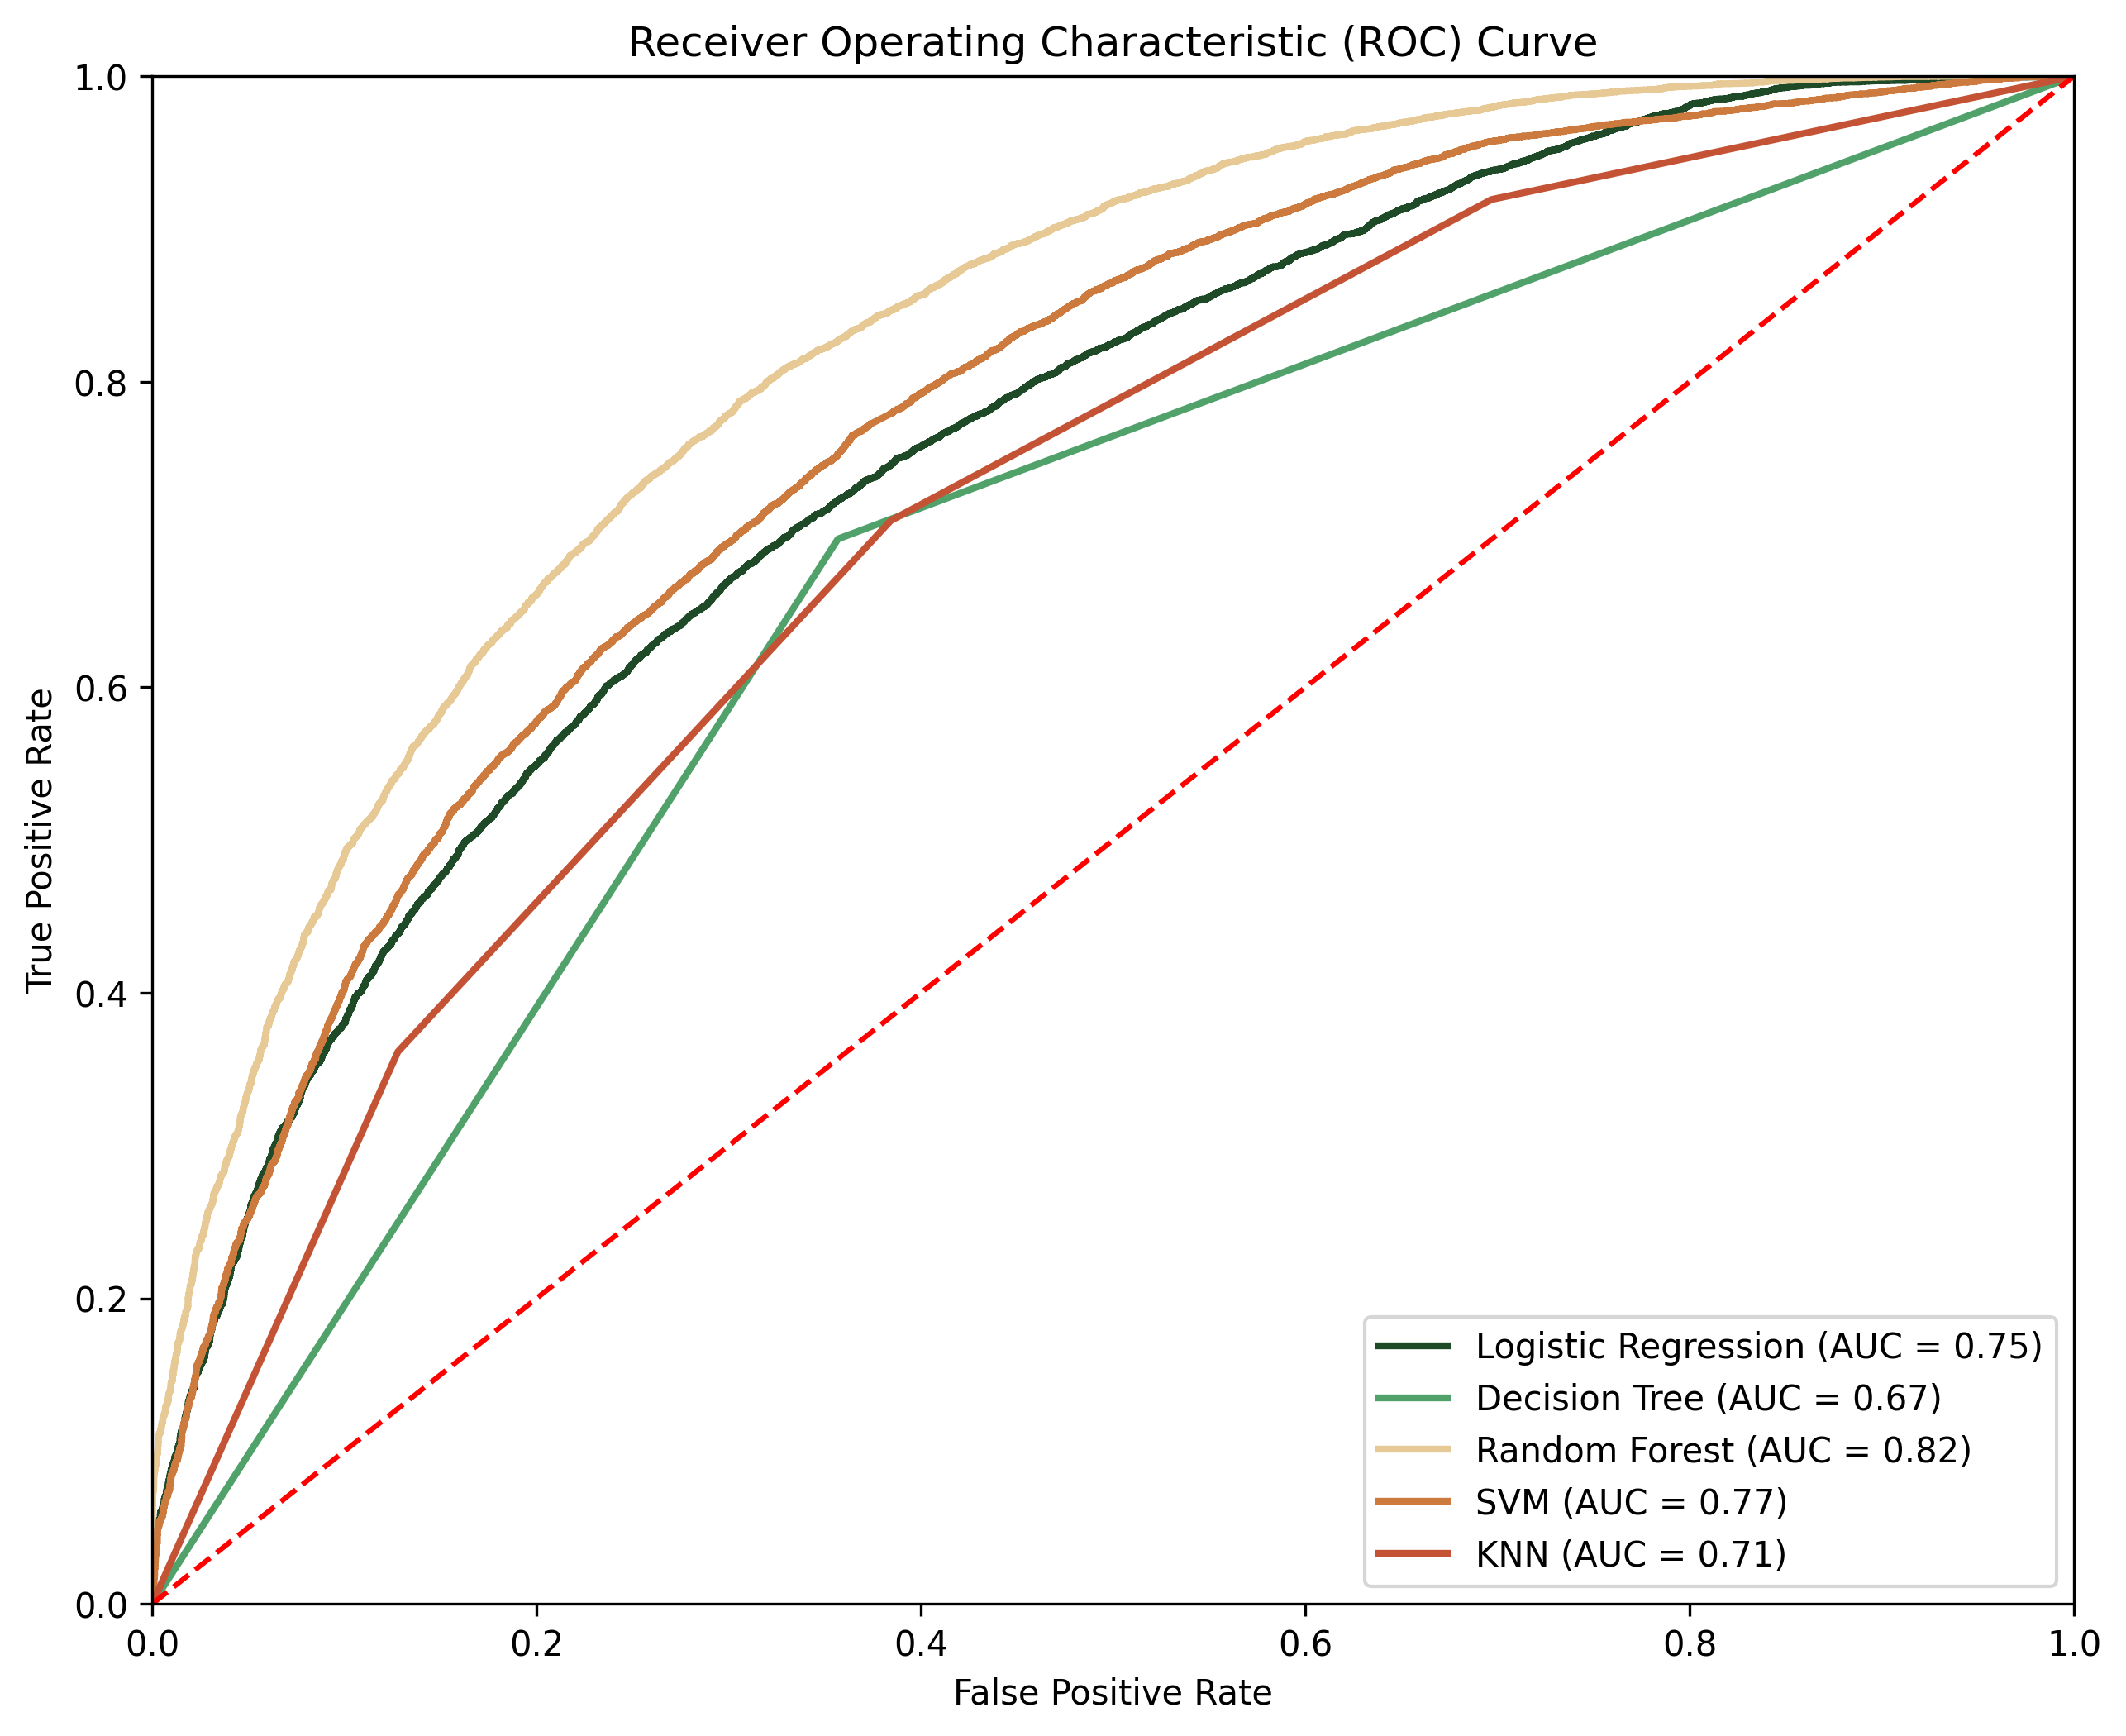 Receiver Operating Characteristic (ROC) Curve
1.0
0.8
0.6
0.4
0.2
0.0
True Positive Rate
0.0 0.2 0.4 0.6 0.8 1.0
False Positive Rate
Logistic Regression (AUC = 0.75)
Decision Tree (AUC = 0.67)
Random Forest (AUC = 0.82)
SVM (AUC = 0.77)
KNN (AUC = 0.71)